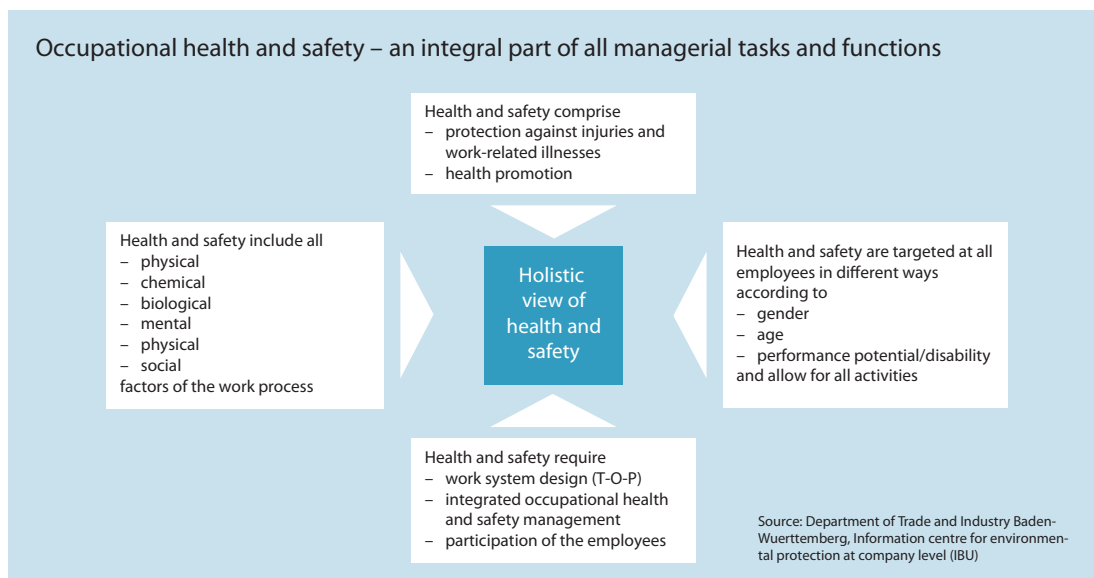 Occupational health and safety – an integral part of all managerial tasks and functions
Health and safety comprise
– protection against injuries and
work-related illnesses
– health promotion
Health and safety include all
– physical
– chemical
– biological
– mental
– physical
– social
factors of the work process
Holistic
view of
health and
safety
Health and safety are targeted at all
employees in different ways
according to
– gender
– age
– performance potential/disability
and allow for all activities
Health and safety require
– work system design (T-O-P)
– integrated occupational health
and safety management
– participation of the employees
Source: Department of Trade and Industry Baden-
Wuerttemberg, Information centre for environmen-
tal protection at company level (IBU)